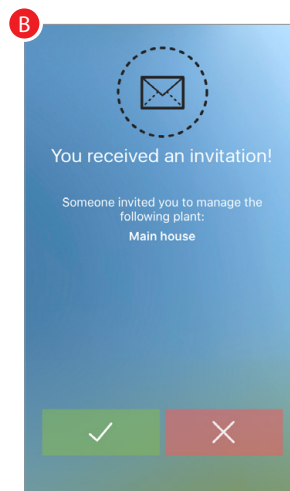 B
You received an invitation!
Someone invited you to manage the
following plant:
Main house